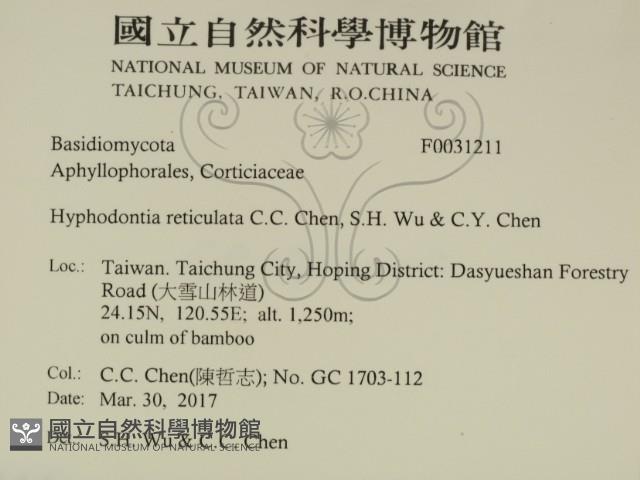 國立自然科學博物館
NATIONAL MUSEUM OF NATURAL SCIENCE
TAICHUNG, TAIWAN, R.O.CHINA
Basidiomycota F0031211
Aphyllophorales, Corticiaceae
Hyphodontia reticulata C.C. Chen, S.H. Wu & C.Y. Chen
Loc.: Taiwan. Taichung City, Hoping District: Dasyueshan Forestry
Road (大雪山林道)
24.15N, 120.55E; alt. 1,250m;
on culm of bamboo
Col.: C.C. Chen(陳哲志); No. GC 1703-112
Date: Mar. 30, 2017
S.H. Wu & C.C. Chen
國立自然科學博物館
NATIONAL MUSEUM OF NATURAL SCIENCE